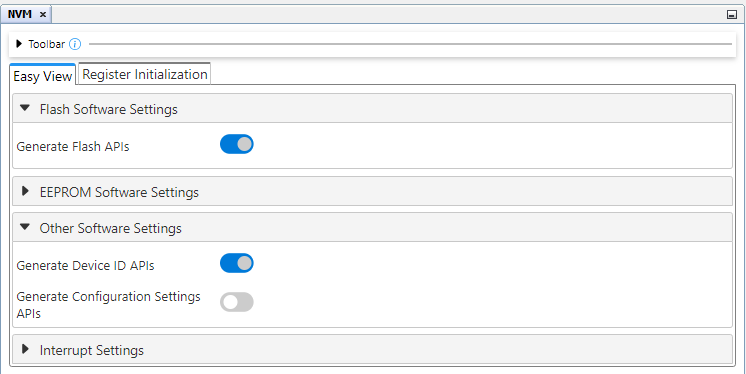 NVM
Toolbar
Easy View
Register Initialization
Flash Software Settings
Generate Flash APIs
EEPROM Software Settings
Other Software Settings
Generate Device ID APIs
Generate Configuration Settings
APIs
Interrupt Settings